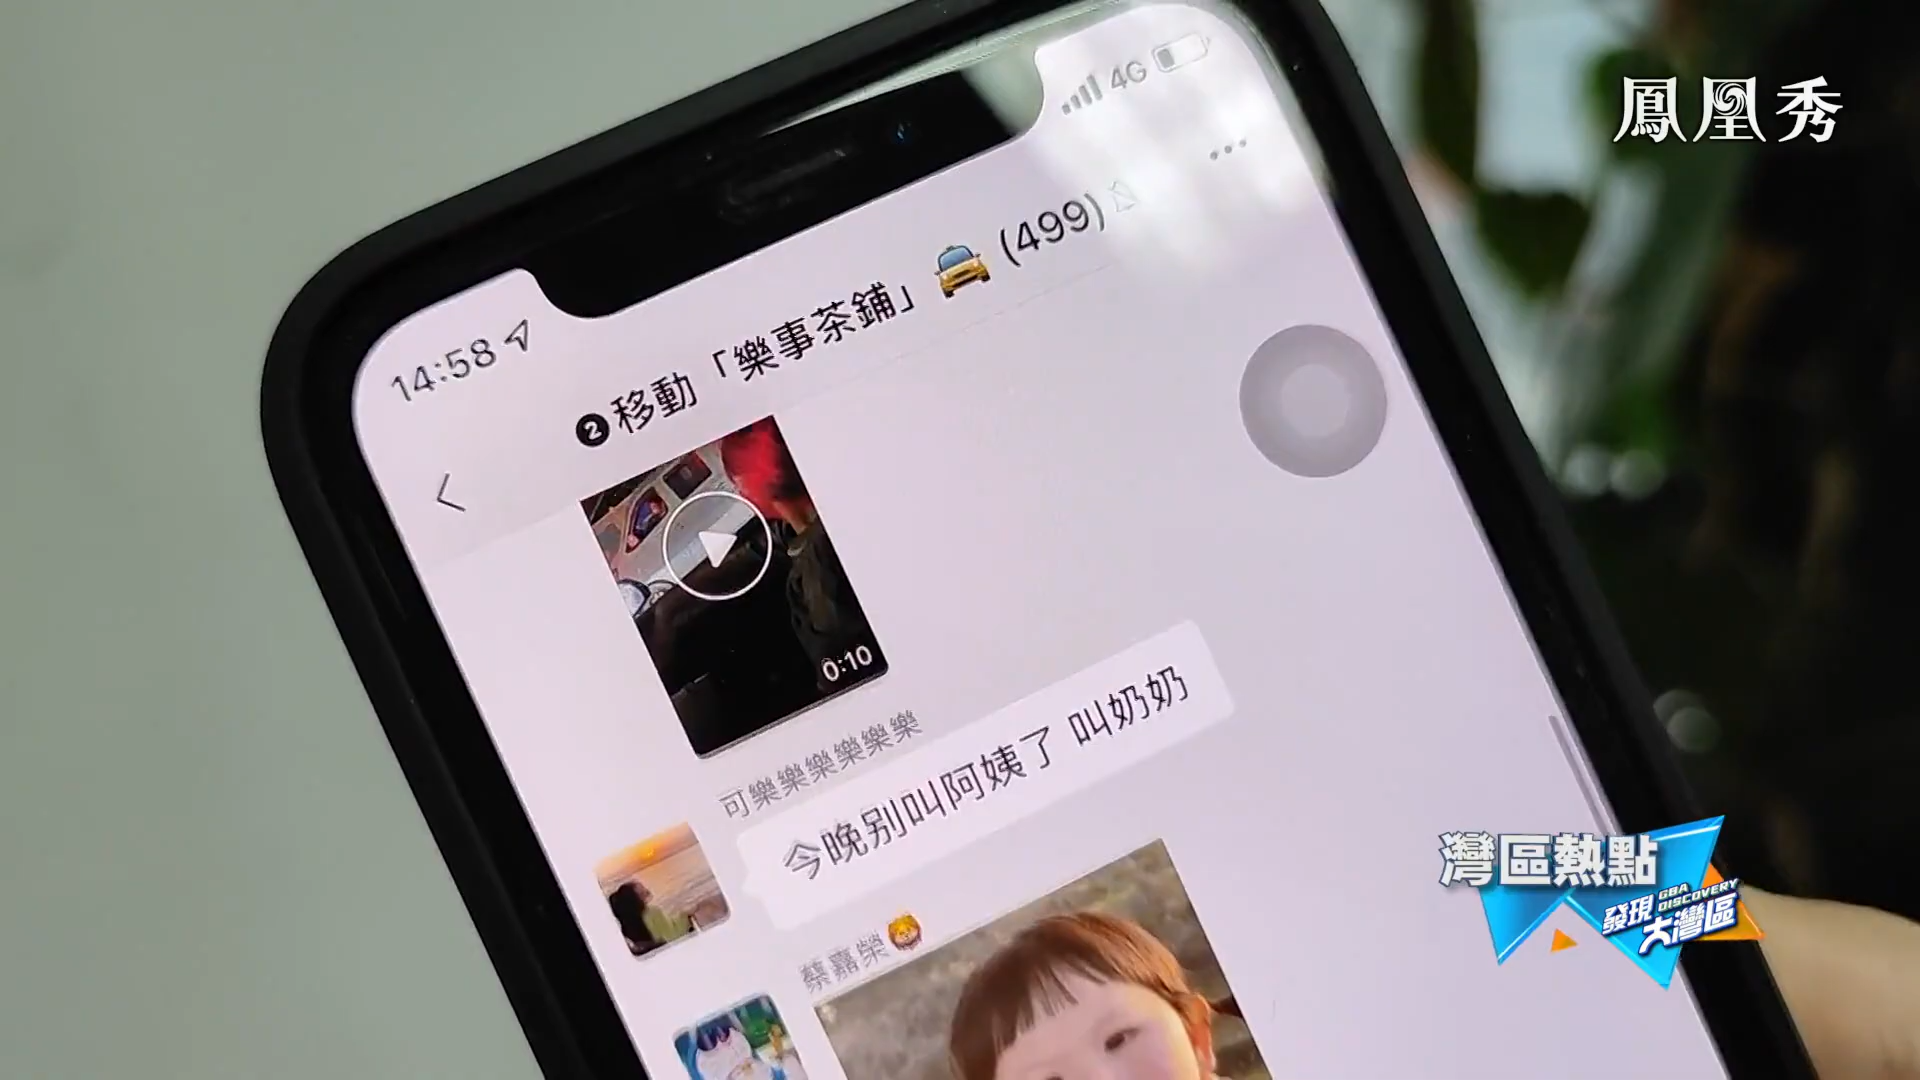 鳳凰秀
4G
14:58
❷移動「樂事茶鋪」🚕 (499)
0:10
可樂樂樂樂樂樂
今晚别叫阿姨了 叫奶奶
蔡嘉榮🦁
灣區熱點
GBA
DISCOVERY
發現
大灣區